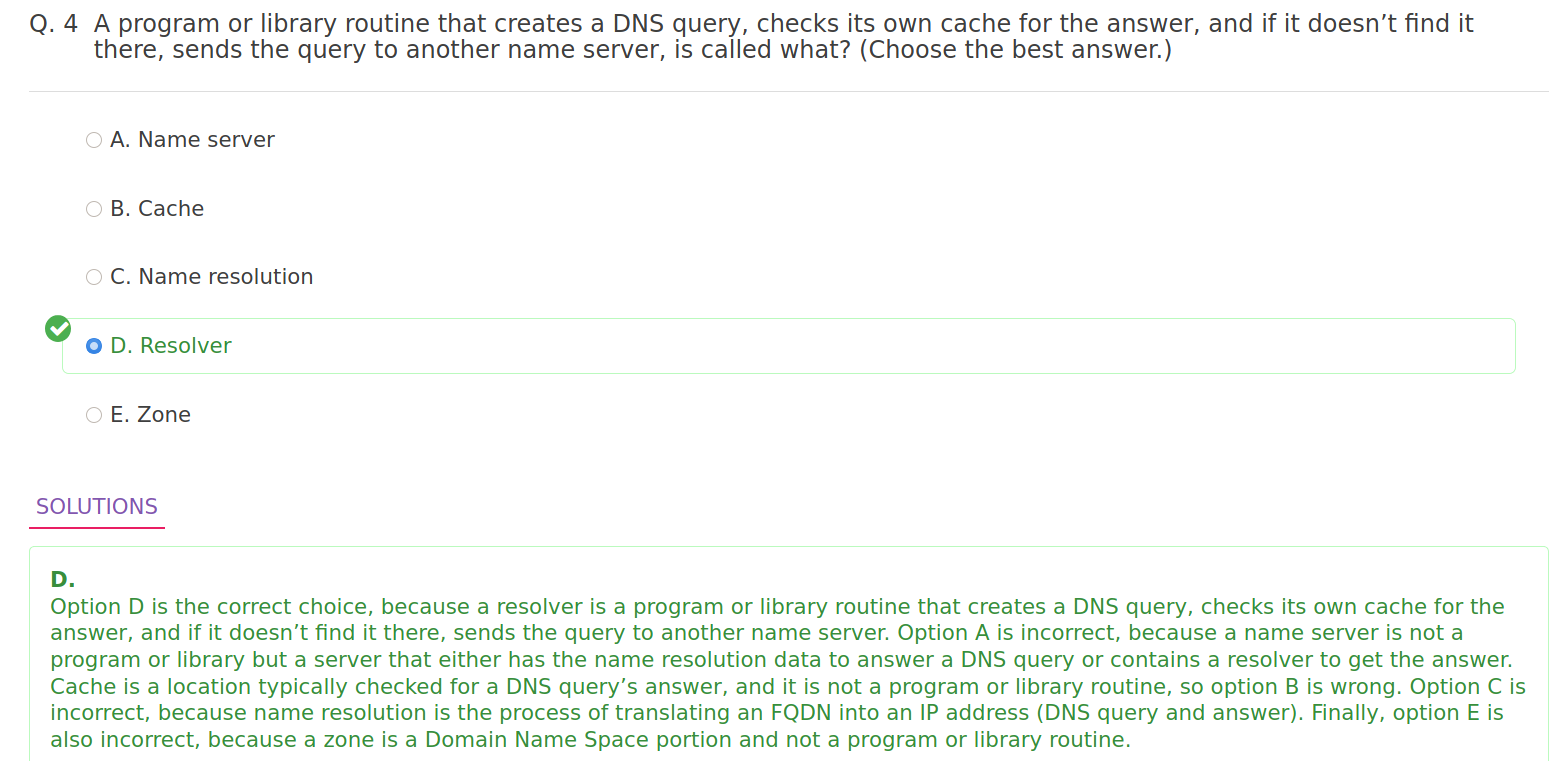 Q. 4 A program or library routine that creates a DNS query, checks its own cache for the answer, and if it doesn’t find it
there, sends the query to another name server, is called what? (Choose the best answer.)
A. Name server
B. Cache
C. Name resolution
D. Resolver
E. Zone
SOLUTIONS
D.
Option D is the correct choice, because a resolver is a program or library routine that creates a DNS query, checks its own cache for the
answer, and if it doesn’t find it there, sends the query to another name server. Option A is incorrect, because a name server is not a
program or library but a server that either has the name resolution data to answer a DNS query or contains a resolver to get the answer.
Cache is a location typically checked for a DNS query’s answer, and it is not a program or library routine, so option B is wrong. Option C is
incorrect, because name resolution is the process of translating an FQDN into an IP address (DNS query and answer). Finally, option E is
also incorrect, because a zone is a Domain Name Space portion and not a program or library routine.